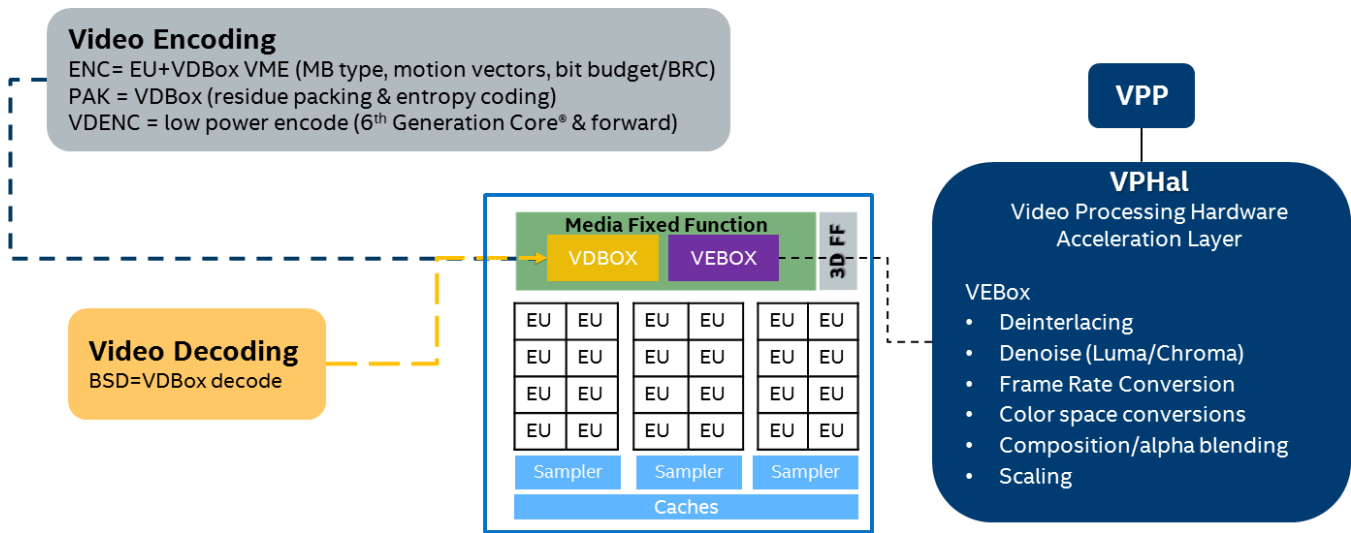 Video Encoding
ENC= EU+VDBox VME (MB type, motion vectors, bit budget/BRC)
PAK = VDBox (residue packing & entropy coding)
VDENC = low power encode (6th Generation Core® & forward)
Video Decoding
BSD=VDBox decode
Media Fixed Function
VDBOX
VEBOX
3D FF
EU EU EU EU EU EU
EU EU EU EU EU EU
EU EU EU EU EU EU
EU EU EU EU EU EU
Sampler Sampler Sampler
Caches
VPP
VPHal
Video Processing Hardware
Acceleration Layer
VEBox
• Deinterlacing
• Denoise (Luma/Chroma)
• Frame Rate Conversion
• Color space conversions
• Composition/alpha blending
• Scaling